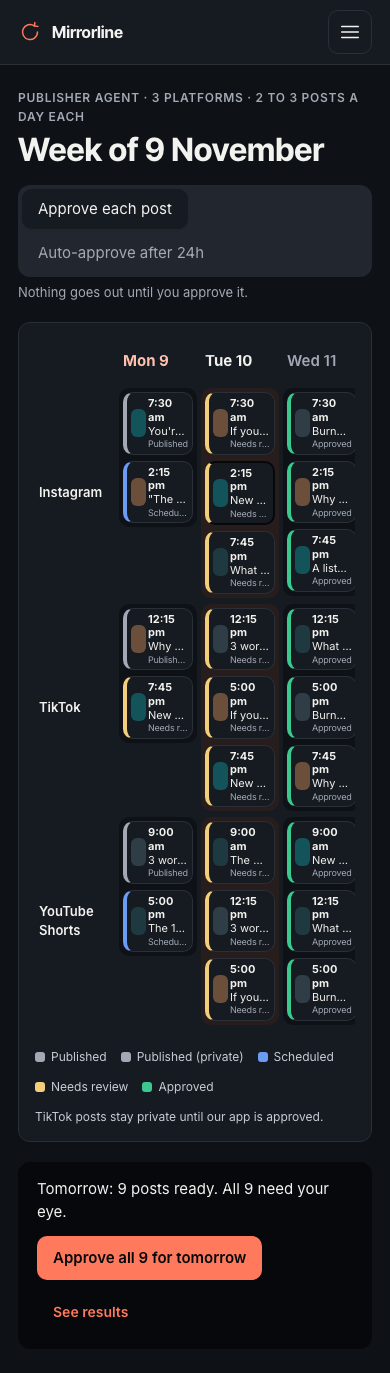 Mirrorline
PUBLISHER AGENT · 3 PLATFORMS · 2 TO 3 POSTS A
DAY EACH
Week of 9 November
Approve each post
Auto-approve after 24h
Nothing goes out until you approve it.
Mon 9
Tue 10
Wed 11
Instagram
7:30
am
You'r...
Published
2:15
pm
"The ...
Schedu...
7:30
am
If you...
Needs r...
2:15
pm
New ...
Needs ...
7:45
pm
What ...
Needs r...
7:30
am
Burn...
Approved
2:15
pm
Why ...
Approved
7:45
pm
A list...
Approved
TikTok
12:15
pm
Why ...
Publish...
7:45
pm
New ...
Needs r...
12:15
pm
3 wor...
Needs r...
5:00
pm
If you...
Needs r...
7:45
pm
New ...
Needs r...
12:15
pm
What ...
Approved
5:00
pm
Burn...
Approved
7:45
pm
Why ...
Approved
YouTube
Shorts
9:00
am
3 wor...
Published
5:00
pm
The 1...
Schedu...
9:00
am
The ...
Needs r...
12:15
pm
3 wor...
Needs r...
5:00
pm
If you...
Needs r...
9:00
am
New ...
Approved
12:15
pm
What ...
Approved
5:00
pm
Burn...
Approved
Published
Published (private)
Scheduled
Needs review
Approved
TikTok posts stay private until our app is approved.
Tomorrow: 9 posts ready. All 9 need your
eye.
Approve all 9 for tomorrow
See results